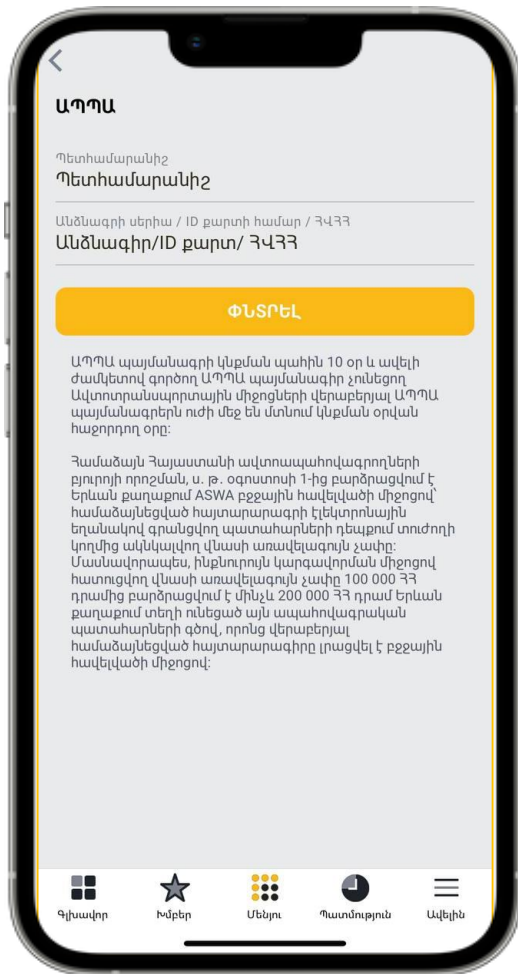 ԱՊՊԱ
Պետհամարանիշ
Պետհամարանիշ
Անձնագրի սերիա / ID քարտի համար / ՀՎՀՀ
Անձնագիր/ID քարտ/ ՀՎՀՀ
ՓՆՏՐԵԼ
ԱՊՊԱ պայմանագրի կնքման պահին 10 օր և ավելի
ժամկետով գործող ԱՊՊԱ պայմանագիր չունեցող
Ավտոտրանսպորտային միջոցների վերաբերյալ ԱՊՊԱ
պայմանագրերն ուժի մեջ են մտնում կնքման օրվան
հաջորդող օրը:
Համաձայն Հայաստանի ավտոապահովագրողների
բյուրոյի որոշման, ս. թ. օգոստոսի 1-ից բարձրացվում է
Երևան քաղաքում ASWA բջջային հավելվածի միջոցով՝
համաձայնեցված հայտարարագրի էլեկտրոնային
եղանակով գրանցվող պատահարների դեպքում տուժողի
կողմից ակնկալվող վնասի առավելագույն չափը:
Մասնավորապես, ինքնուրույն կարգավորման միջոցով
հատուցվող վնասի առավելագույն չափը 100 000 ՀՀ
դրամից բարձրացվում է մինչև 200 000 ՀՀ դրամ Երևան
քաղաքում տեղի ունեցած այն ապահովագրական
պատահարների գծով, որոնց վերաբերյալ
համաձայնեցված հայտարարագիրը լրացվել է բջջային
հավելվածի միջոցով:
Գլխավոր Խմբեր Մենյու Պատմություն Ավելին